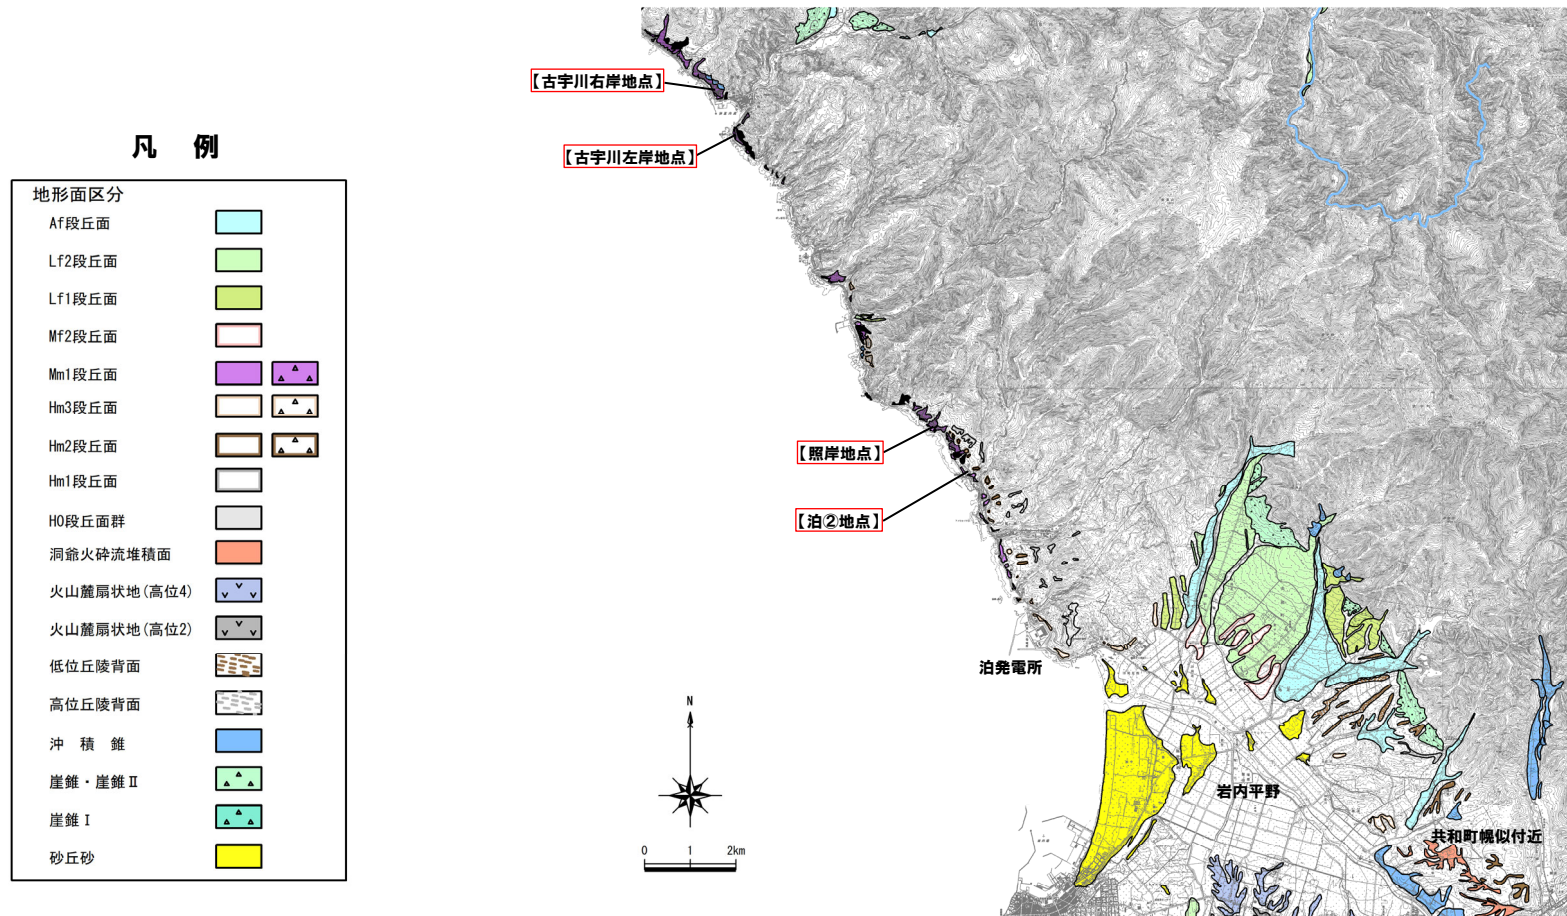 凡 例
地形面区分
Af段丘面
Lf2段丘面
Lf1段丘面
Mf2段丘面
Mm1段丘面
Hm3段丘面
Hm2段丘面
Hm1段丘面
H0段丘面群
洞爺火砕流堆積面
火山麓扇状地(高位4)
火山麓扇状地(高位2)
低位丘陵背面
高位丘陵背面
沖 積 錐
崖錐・崖錐Ⅱ
崖錐Ⅰ
砂丘砂
【古宇川右岸地点】
【古宇川左岸地点】
【照岸地点】
【泊②地点】
泊発電所
岩内平野
共和町幌似付近
N
0 1 2km